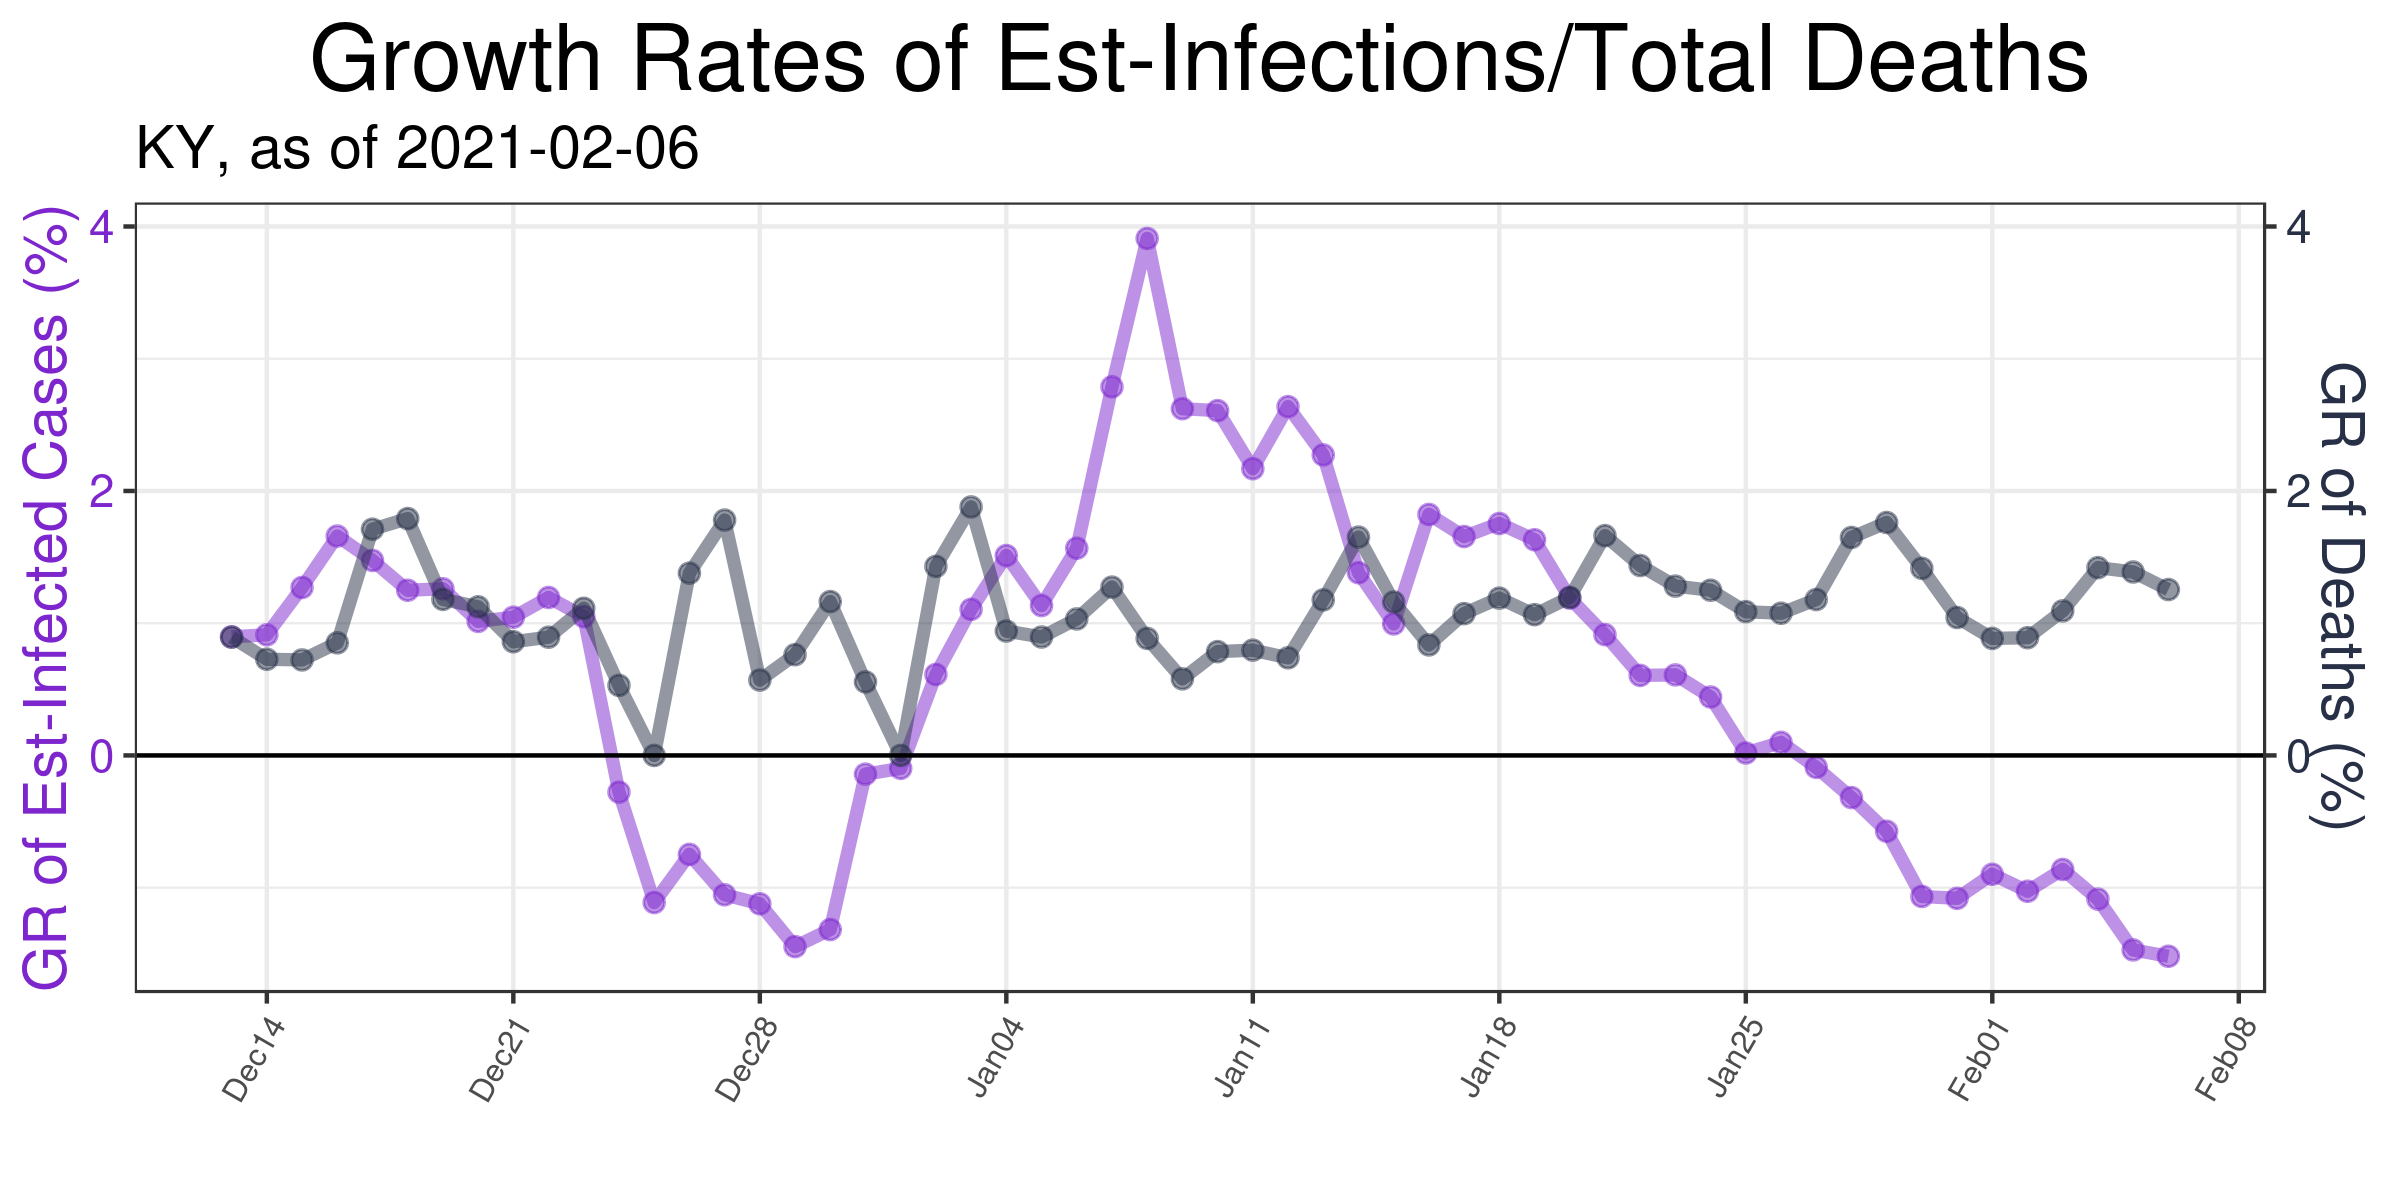 Growth Rates of Est-Infections/Total Deaths
KY, as of 2021-02-06
GR of Est-Infected Cases (%)
4
2
0
4
2
0
GR of Deaths (%)
Dec14
Dec21
Dec28
Jan04
Jan11
Jan18
Jan25
Feb01
Feb08